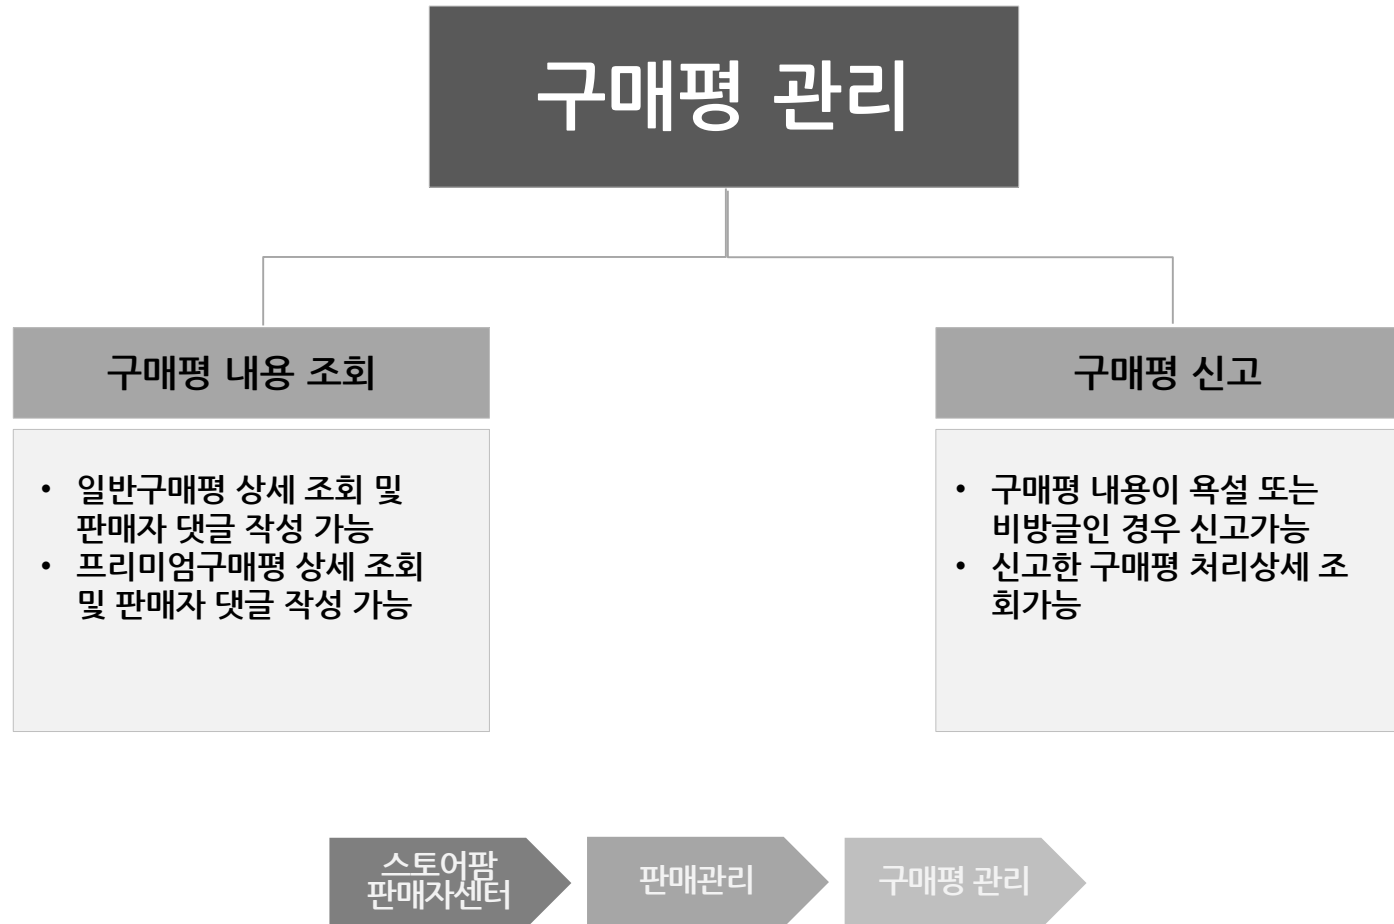 구매평 관리
구매평 내용 조회
• 일반구매평 상세 조회 및
판매자 댓글 작성 가능
• 프리미엄구매평 상세 조회
및 판매자 댓글 작성 가능
구매평 신고
• 구매평 내용이 욕설 또는
비방글인 경우 신고가능
• 신고한 구매평 처리상세 조
회가능
스토어팜
판매자센터
판매관리
구매평 관리